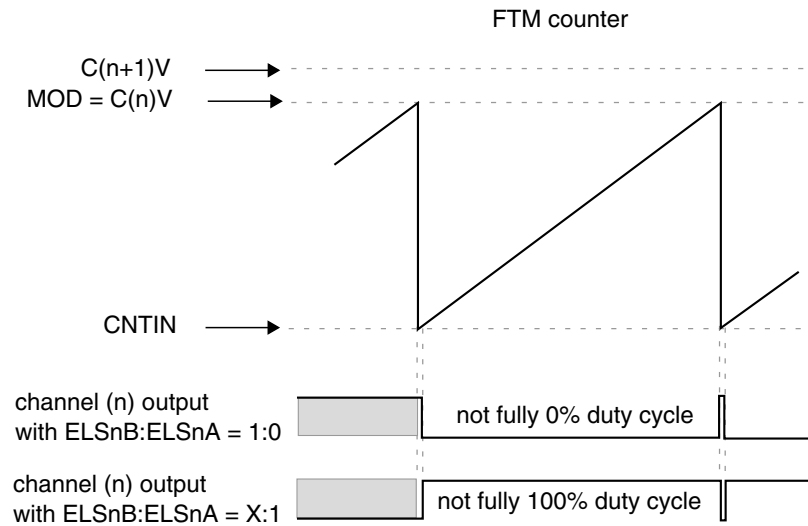 FTM counter
C(n+1)V
MOD = C(n)V
CNTIN
channel (n) output
with ELSnB:ELSnA = 1:0
not fully 0% duty cycle
channel (n) output
with ELSnB:ELSnA = X:1
not fully 100% duty cycle